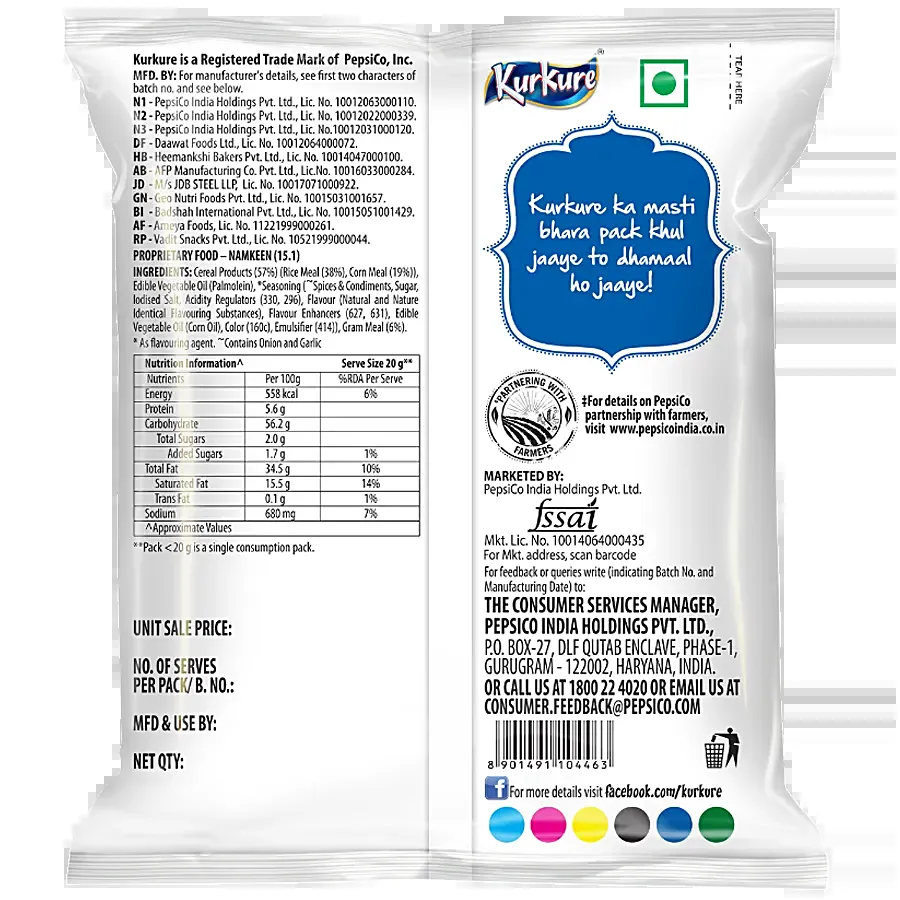 Kurkure is a Registered Trade Mark of PepsiCo, Inc.
MFD. BY: For manufacturer's details, see first two characters of
batch no. and see below.
N1 - PepsiCo India Holdings Pvt. Ltd., Lic. No. 10012063000110.
N2 - PepsiCo India Holdings Pvt. Ltd., Lic. No. 10012022000339.
N3 - PepsiCo India Holdings Pvt. Ltd., Lic. No.10012031000120.
DF - Daawat Foods Ltd., Lic. No. 10012064000072.
HB - Heemankshi Bakers Pvt. Ltd., Lic. No. 10014047000100.
AB - AFP Manufacturing Co. Pvt. Ltd., Lic.No. 10016033000284.
JD - M/s JDB STEEL LLP, Lic. No. 10017071000922.
GN - Geo Nutri Foods Pvt. Ltd., Lic. No. 10015031001657.
BI - Badshah International Pvt. Ltd., Lic. No. 10015051001429.
AF - Ameya Foods, Lic. No. 11221999000261.
RP - Vadit Snacks Pvt. Ltd., Lic. No. 10521999000044.
PROPRIETARY FOOD – NAMKEEN (15.1)
INGREDIENTS: Cereal Products (57%) (Rice Meal (38%), Corn Meal (19%)),
Edible Vegetable Oil (Palmolein), *Seasoning (~Spices & Condiments, Sugar,
Iodised Salt, Acidity Regulators (330, 296), Flavour (Natural and Nature
Identical Flavouring Substances), Flavour Enhancers (627, 631), Edible
Vegetable Oil (Corn Oil), Color (160c), Emulsifier (414)), Gram Meal (6%).
* As flavouring agent. ~Contains Onion and Garlic
Nutrition Information^ Serve Size 20 g**
Nutrients Per 100g %RDA Per Serve
Energy 558 kcal 6%
Protein 5.6 g
Carbohydrate 56.2 g
Total Sugars 2.0 g
Added Sugars 1.7 g 1%
Total Fat 34.5 g 10%
Saturated Fat 15.5 g 14%
Trans Fat 0.1 g 1%
Sodium 680 mg 7%
^Approximate Values
**Pack < 20 g is a single consumption pack.
UNIT SALE PRICE:
NO. OF SERVES
PER PACK/ B. NO.:
MFD & USE BY:
NET QTY:
Kurkure®
TEAR HERE
Kurkure ka masti
bhara pack khul
jaaye to dhamaal
ho jaaye!
‡PARTNERING WITH
FARMERS
‡For details on PepsiCo
partnership with farmers,
visit www.pepsicoindia.co.in
MARKETED BY:
PepsiCo India Holdings Pvt. Ltd.
fssai
Mkt. Lic. No. 10014064000435
For Mkt. address, scan barcode
For feedback or queries write (indicating Batch No. and
Manufacturing Date) to:
THE CONSUMER SERVICES MANAGER,
PEPSICO INDIA HOLDINGS PVT. LTD.,
P.O. BOX-27, DLF QUTAB ENCLAVE, PHASE-1,
GURUGRAM - 122002, HARYANA, INDIA.
OR CALL US AT 1800 22 4020 OR EMAIL US AT
CONSUMER.FEEDBACK@PEPSICO.COM
8 901491 104463
f For more details visit facebook.com/kurkure